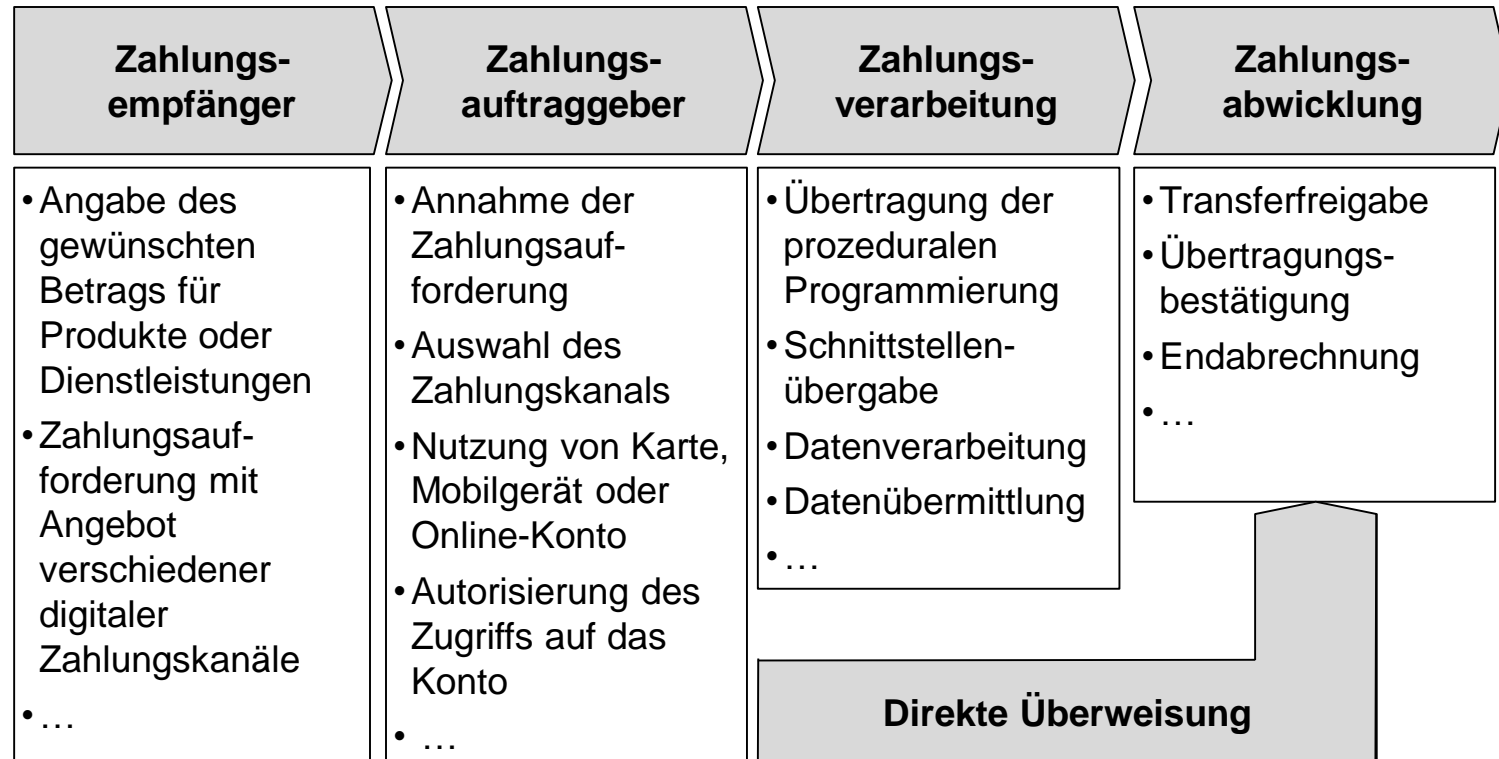 Zahlungs-
empfänger
Zahlungs-
auftraggeber
Zahlungs-
verarbeitung
Zahlungs-
abwicklung
•Angabe des
gewünschten
Betrags für
Produkte oder
Dienstleistungen
•Zahlungsauf-
forderung mit
Angebot
verschiedener
digitaler
Zahlungskanäle
•…
•Annahme der
Zahlungsauf-
forderung
•Auswahl des
Zahlungskanals
•Nutzung von Karte,
Mobilgerät oder
Online-Konto
•Autorisierung des
Zugriffs auf das
Konto
• …
•Übertragung der
prozeduralen
Programmierung
•Schnittstellen-
übergabe
•Datenverarbeitung
•Datenübermittlung
•…
•Transferfreigabe
•Übertragungs-
bestätigung
•Endabrechnung
•…
Direkte Überweisung